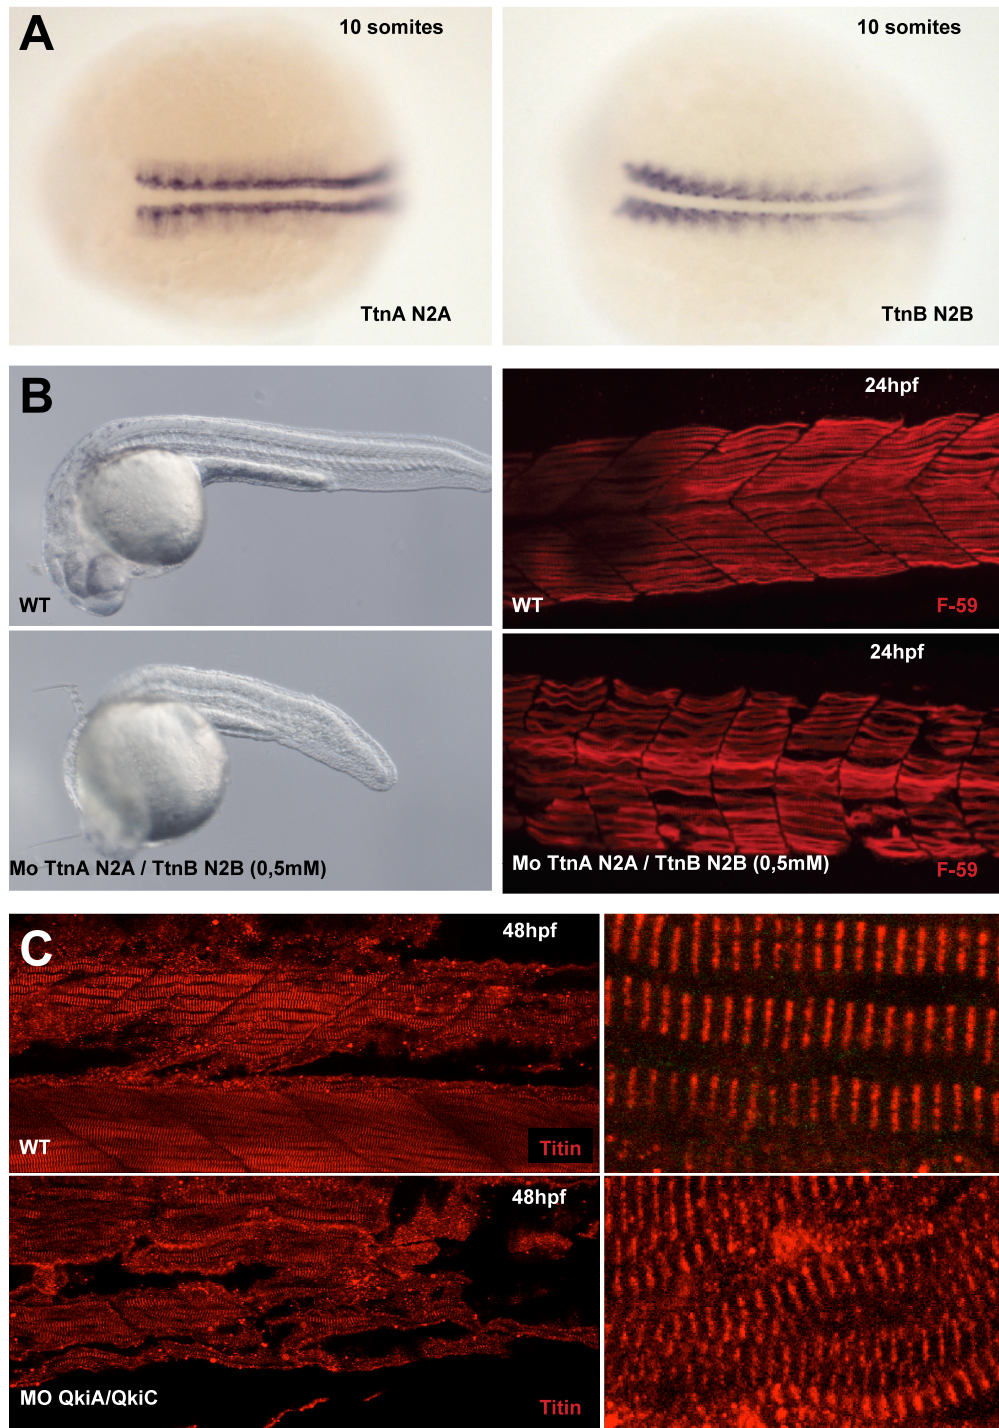 A
10 somites
TtnA N2A
10 somites
TtnB N2B
B
WT
24hpf
WT
F-59
Mo TtnA N2A / TtnB N2B (0,5mM)
24hpf
Mo TtnA N2A / TtnB N2B (0,5mM)
F-59
C
48hpf
WT
Titin
48hpf
MO QkiA/QkiC
Titin